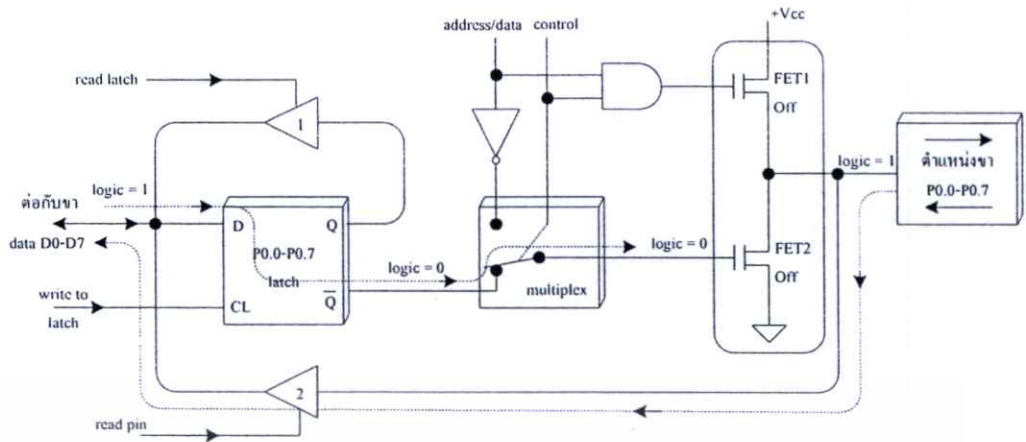 +Vcc
address/data
control
read latch
FET1
Off
1
logic = 1
ตำแหน่งขา
P0.0-P0.7
ต่อกับขา
data D0-D7
logic = 1
D
Q
P0.0-P0.7
latch
CL
Q
write to
latch
logic = 0
multiplex
logic = 0
FET2
Off
2
read pin